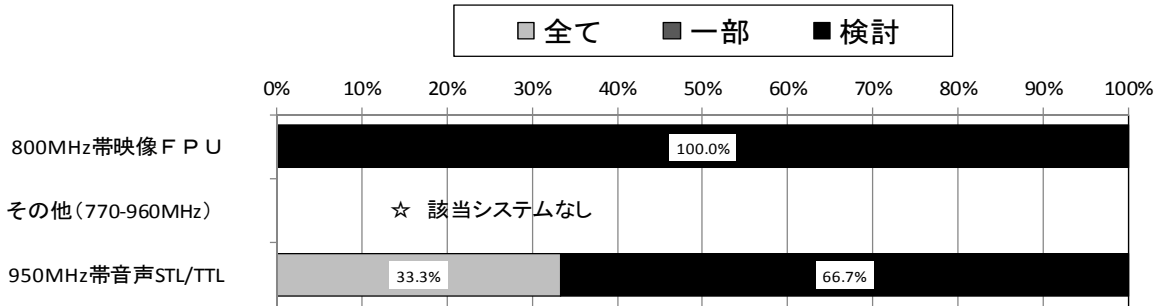 全て 一部 検討
0% 10% 20% 30% 40% 50% 60% 70% 80% 90% 100%
800MHz帯映像ＦＰＵ 100.0%
その他（770-960MHz） ☆ 該当システムなし
950MHz帯音声STL/TTL 33.3% 66.7%